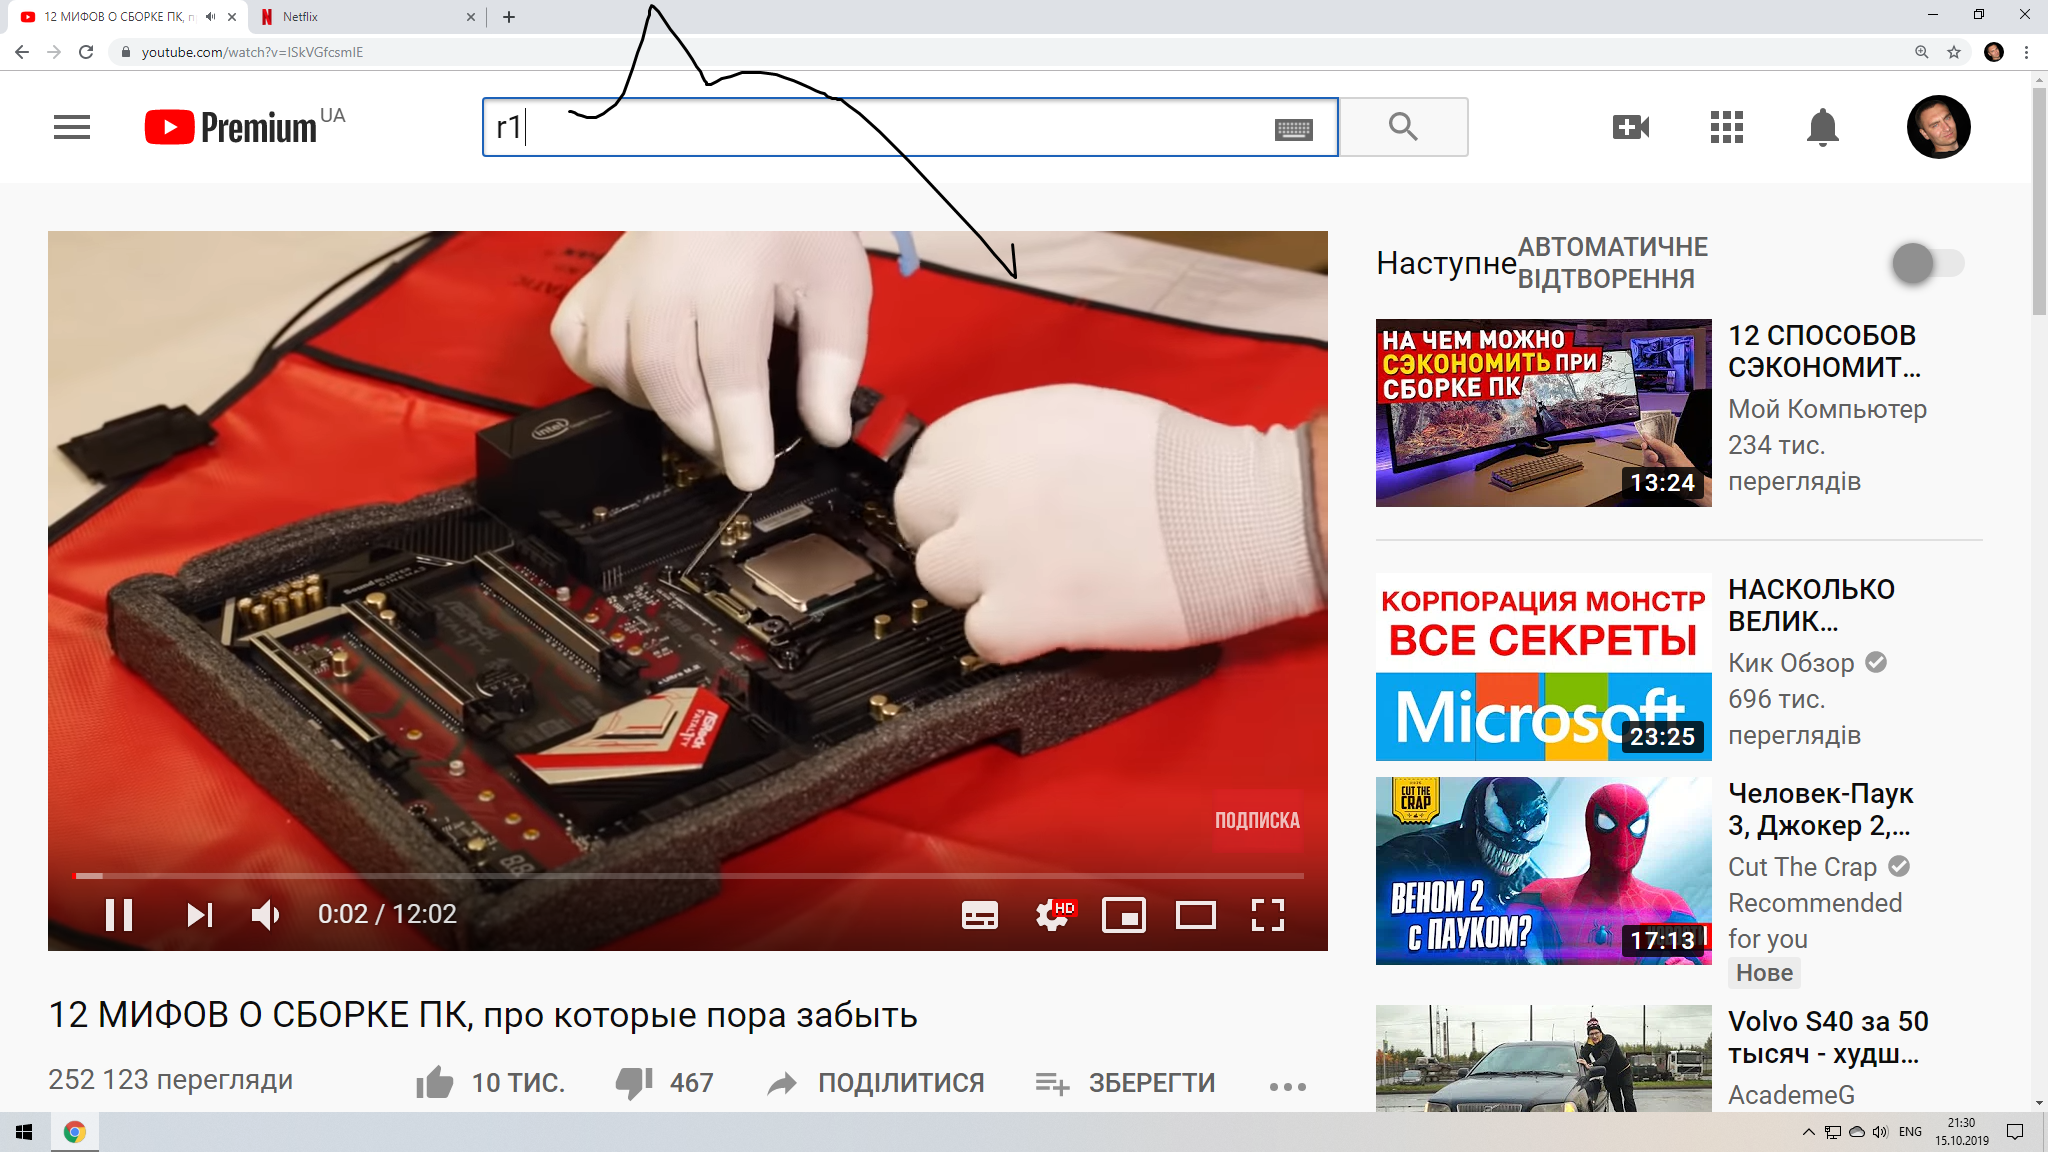 12 МИФОВ О СБОРКЕ ПК, п
Netflix
youtube.com/watch?v=ISkVGfcsmIE
Premium UA
r1
intel
ASRock
FATAL1TY
88
ПОДПИСКА
0:02 / 12:02
HD
12 МИФОВ О СБОРКЕ ПК, про которые пора забыть
252 123 перегляди
10 ТИС.
467
ПОДІЛИТИСЯ
ЗБЕРЕГТИ
Наступне
АВТОМАТИЧНЕ
ВІДТВОРЕННЯ
НА ЧЕМ МОЖНО
СЭКОНОМИТЬ ПРИ
СБОРКЕ ПК
13:24
12 СПОСОБОВ
СЭКОНОМИТ...
Мой Компьютер
234 тис.
переглядів
КОРПОРАЦИЯ МОНСТР
ВСЕ СЕКРЕТЫ
Microsoft
23:25
НАСКОЛЬКО
ВЕЛИК...
Кик Обзор
696 тис.
переглядів
CUT THE
CRAP
ВЕНОМ 2
С ПАУКОМ?
17:13
Человек-Паук
3, Джокер 2,...
Cut The Crap
Recommended
for you
Нове
Volvo S40 за 50
тысяч - худш...
AcademeG
ENG
21:30
15.10.2019